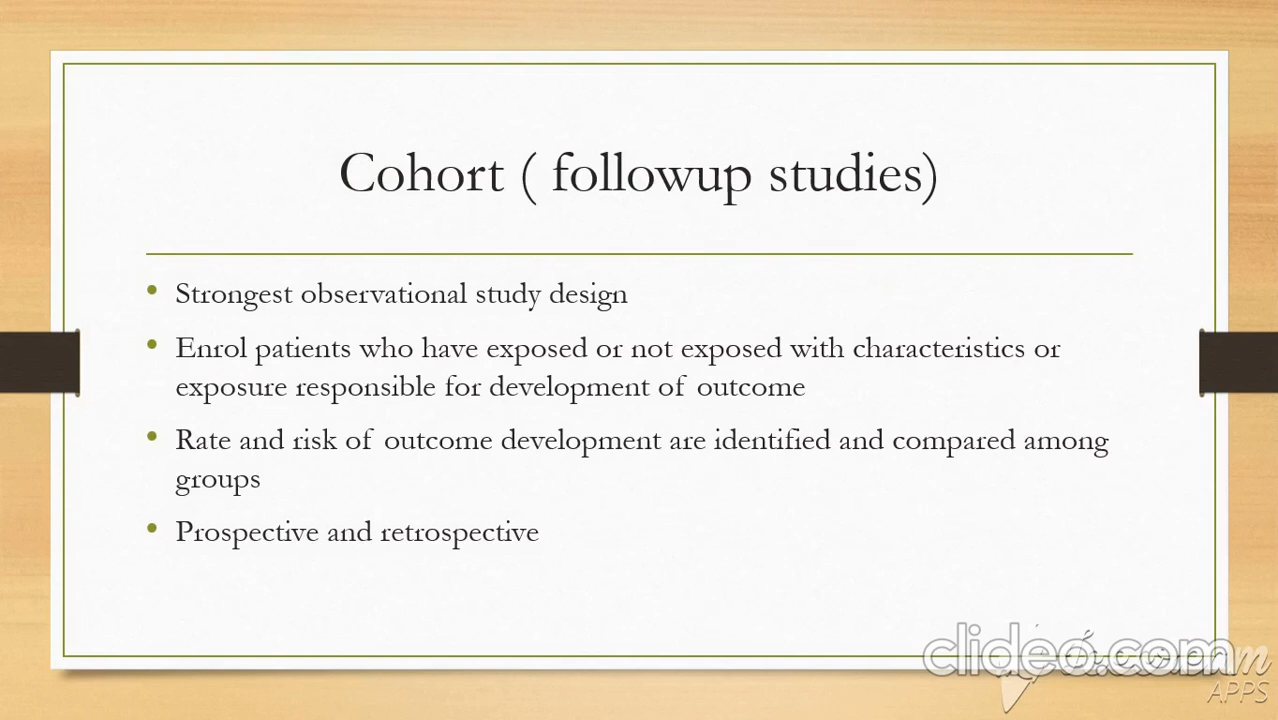 Cohort ( followup studies)
• Strongest observational study design
• Enrol patients who have exposed or not exposed with characteristics or
exposure responsible for development of outcome
• Rate and risk of outcome development are identified and compared among
groups
• Prospective and retrospective
clideo.com
APPS